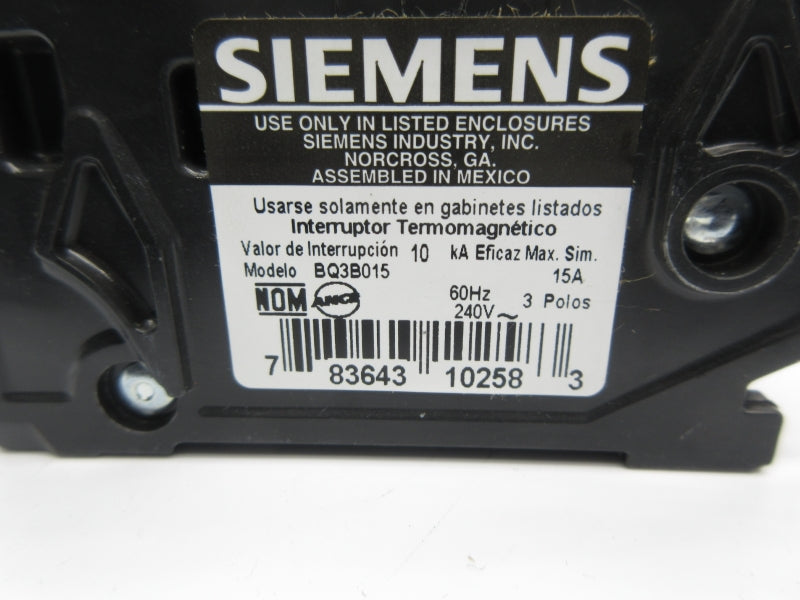 SIEMENS
USE ONLY IN LISTED ENCLOSURES
SIEMENS INDUSTRY, INC.
NORCROSS, GA.
ASSEMBLED IN MEXICO
Usarse solamente en gabinetes listados
Interruptor Termomagnético
Valor de Interrupción 10 kA Eficaz Max. Sim.
Modelo BQ3B015 15A
NOM ANCE 60Hz 3 Polos
240V~
7 83643 10258 3